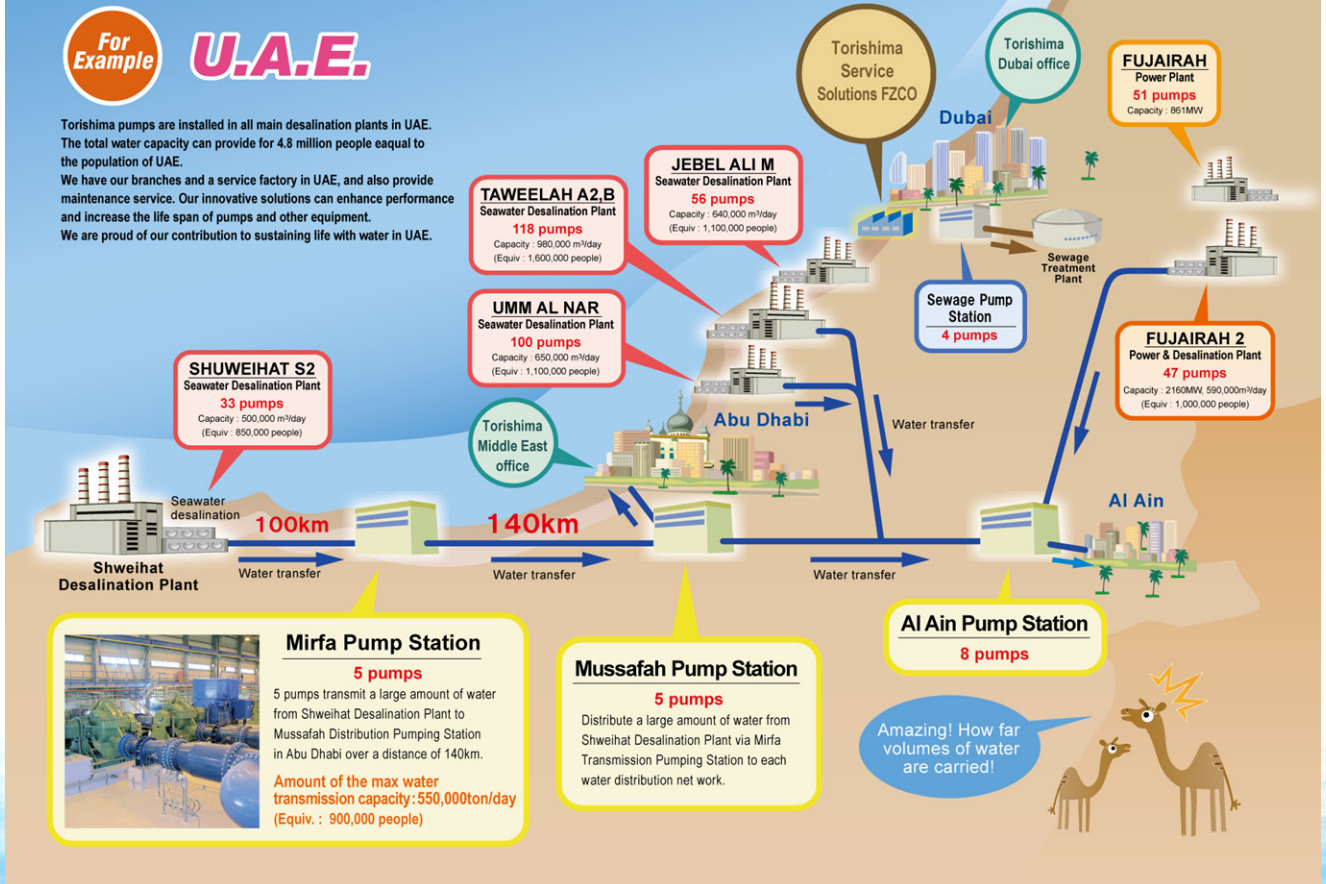 For
Example
U.A.E.
Torishima pumps are installed in all main desalination plants in UAE.
The total water capacity can provide for 4.8 million people eaqual to
the population of UAE.
We have our branches and a service factory in UAE, and also provide
maintenance service. Our innovative solutions can enhance performance
and increase the life span of pumps and other equipment.
We are proud of our contribution to sustaining life with water in UAE.
Torishima
Service
Solutions FZCO
Torishima
Dubai office
Dubai
FUJAIRAH
Power Plant
51 pumps
Capacity : 861MW
JEBEL ALI M
Seawater Desalination Plant
56 pumps
Capacity : 640,000 m³/day
(Equiv : 1,100,000 people)
TAWEELAH A2,B
Seawater Desalination Plant
118 pumps
Capacity : 980,000 m³/day
(Equiv : 1,600,000 people)
UMM AL NAR
Seawater Desalination Plant
100 pumps
Capacity : 650,000 m³/day
(Equiv : 1,100,000 people)
Sewage
Treatment
Plant
Sewage Pump
Station
4 pumps
FUJAIRAH 2
Power & Desalination Plant
47 pumps
Capacity : 2160MW, 590,000m³/day
(Equiv : 1,000,000 people)
SHUWEIHAT S2
Seawater Desalination Plant
33 pumps
Capacity : 500,000 m³/day
(Equiv : 850,000 people)
Torishima
Middle East
office
Abu Dhabi
Water transfer
Seawater
desalination
100km
140km
Al Ain
Shweihat
Desalination Plant
Water transfer
Water transfer
Water transfer
Mirfa Pump Station
5 pumps
5 pumps transmit a large amount of water
from Shweihat Desalination Plant to
Mussafah Distribution Pumping Station
in Abu Dhabi over a distance of 140km.
Amount of the max water
transmission capacity:550,000ton/day
(Equiv. : 900,000 people)
Mussafah Pump Station
5 pumps
Distribute a large amount of water from
Shweihat Desalination Plant via Mirfa
Transmission Pumping Station to each
water distribution net work.
Al Ain Pump Station
8 pumps
Amazing! How far
volumes of water
are carried!